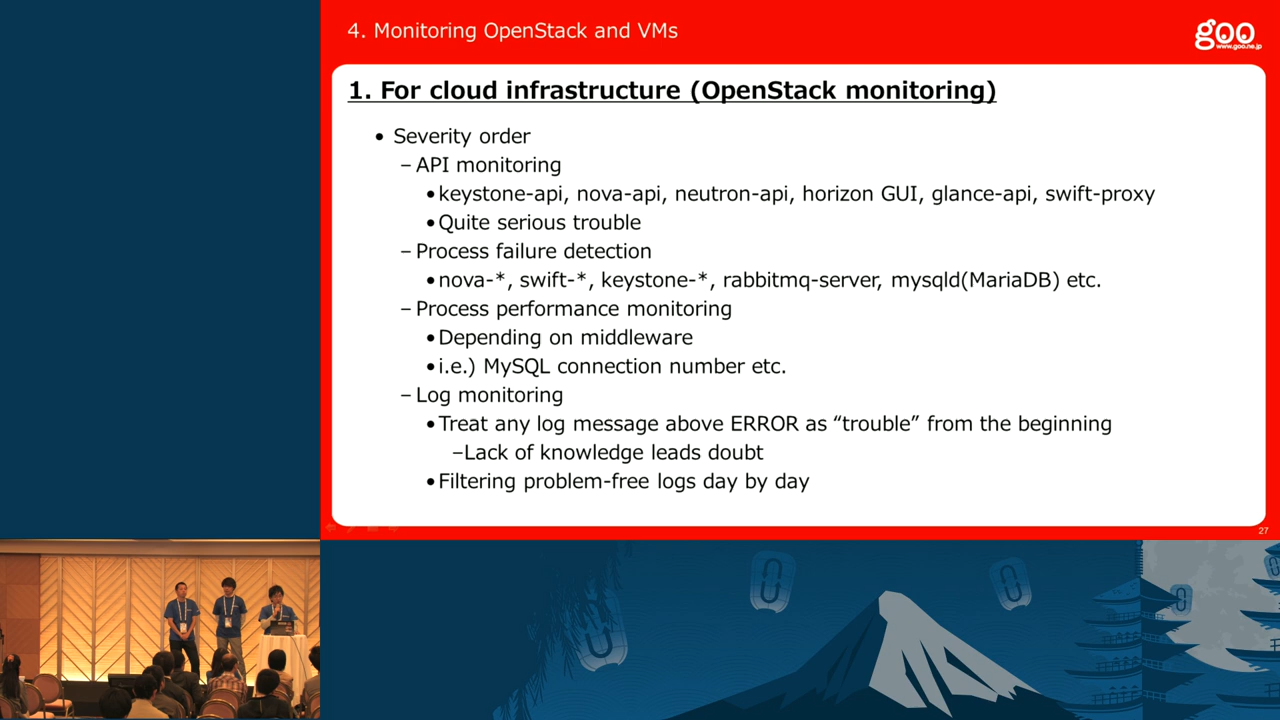 4. Monitoring OpenStack and VMs
goo
www.goo.ne.jp
1. For cloud infrastructure (OpenStack monitoring)
• Severity order
– API monitoring
• keystone-api, nova-api, neutron-api, horizon GUI, glance-api, swift-proxy
• Quite serious trouble
– Process failure detection
• nova-*, swift-*, keystone-*, rabbitmq-server, mysqld(MariaDB) etc.
– Process performance monitoring
• Depending on middleware
• i.e.) MySQL connection number etc.
– Log monitoring
• Treat any log message above ERROR as “trouble” from the beginning
– Lack of knowledge leads doubt
• Filtering problem-free logs day by day
27